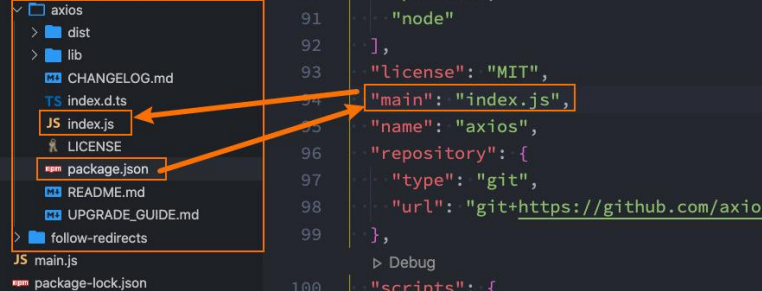 axios
dist
lib
CHANGELOG.md
TS index.d.ts
JS index.js
LICENSE
npm package.json
README.md
UPGRADE_GUIDE.md
follow-redirects
JS main.js
npm package-lock.json
91 "node"
92 ],
93 "license": "MIT",
94 "main": "index.js",
95 "name": "axios",
96 "repository": {
97 "type": "git",
98 "url": "git+https://github.com/axio
99 },
Debug
100 "scripts": {